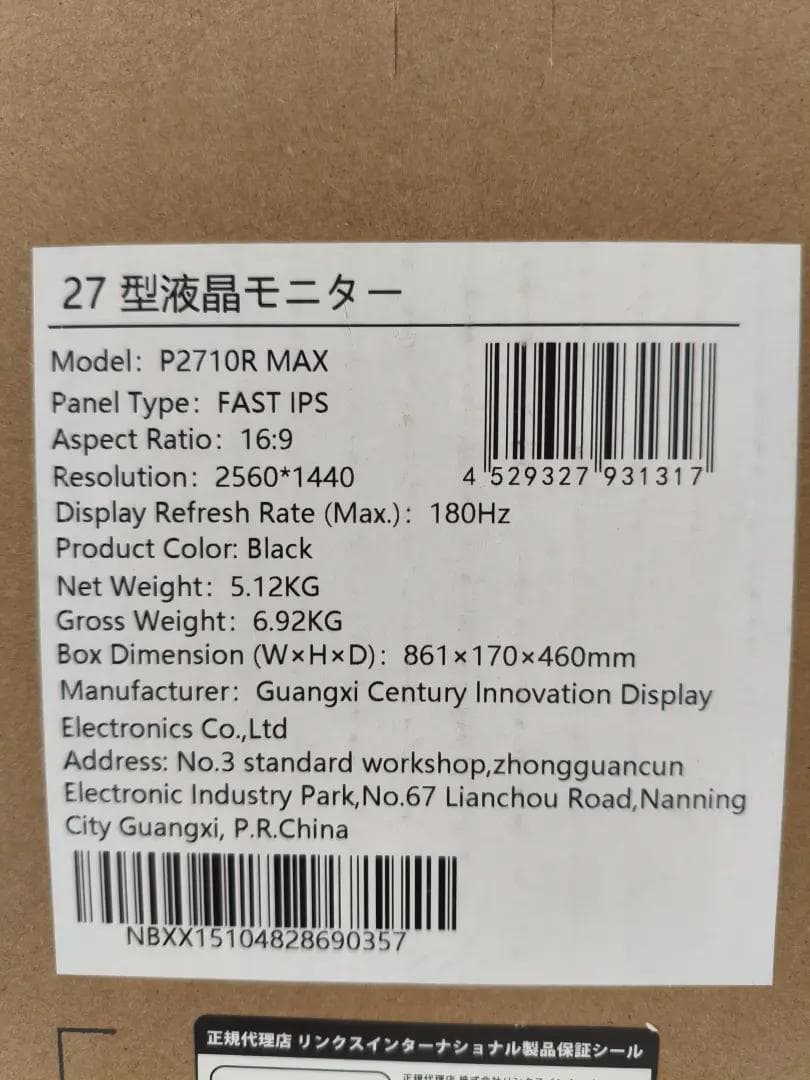 27 型液晶モニター
Model: P2710R MAX
Panel Type: FAST IPS
Aspect Ratio: 16:9
Resolution: 2560*1440
4 529327 931317
Display Refresh Rate (Max.): 180Hz
Product Color: Black
Net Weight: 5.12KG
Gross Weight: 6.92KG
Box Dimension (W×H×D): 861×170×460mm
Manufacturer: Guangxi Century Innovation Display
Electronics Co.,Ltd
Address: No.3 standard workshop,zhongguancun
Electronic Industry Park,No.67 Lianchou Road,Nanning
City Guangxi, P.R.China
NBXX15104828690357
正規代理店 リンクスインターナショナル製品保証シール